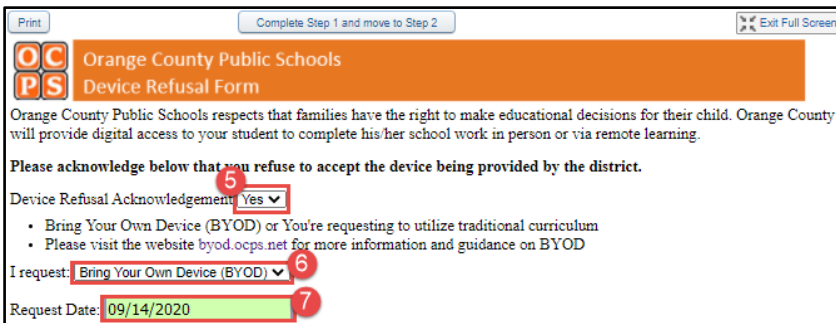 Print Complete Step 1 and move to Step 2 Exit Full Screen
OC Orange County Public Schools
PS Device Refusal Form
Orange County Public Schools respects that families have the right to make educational decisions for their child. Orange County
will provide digital access to your student to complete his/her school work in person or via remote learning.
Please acknowledge below that you refuse to accept the device being provided by the district.
5
Device Refusal Acknowledgement Yes
• Bring Your Own Device (BYOD) or You're requesting to utilize traditional curriculum
• Please visit the website byod.ocps.net for more information and guidance on BYOD
I request: Bring Your Own Device (BYOD) 6
Request Date: 09/14/2020 7